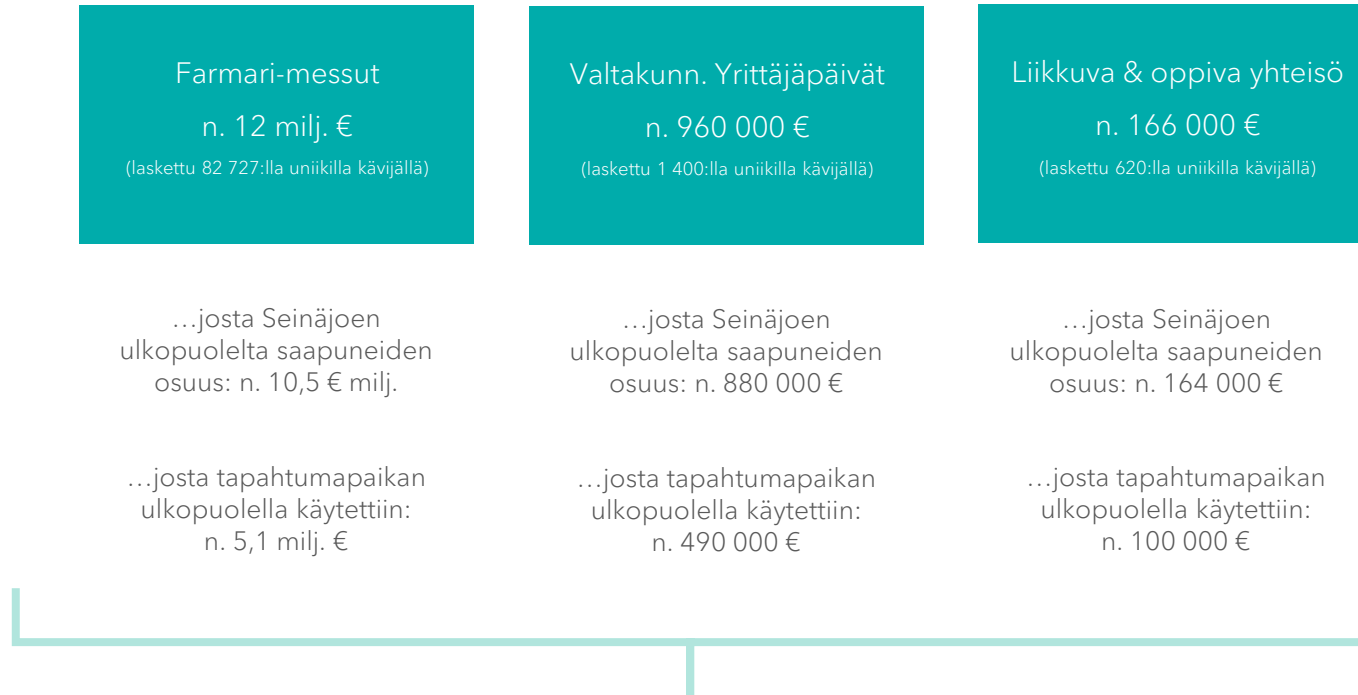 Farmari-messut
n. 12 milj. €
(laskettu 82 727:lla uniikilla kävijällä)
…josta Seinäjoen
ulkopuolelta saapuneiden
osuus: n. 10,5 € milj.
…josta tapahtumapaikan
ulkopuolella käytettiin:
n. 5,1 milj. €
Valtakunn. Yrittäjäpäivät
n. 960 000 €
(laskettu 1 400:lla uniikilla kävijällä)
…josta Seinäjoen
ulkopuolelta saapuneiden
osuus: n. 880 000 €
…josta tapahtumapaikan
ulkopuolella käytettiin:
n. 490 000 €
Liikkuva & oppiva yhteisö
n. 166 000 €
(laskettu 620:lla uniikilla kävijällä)
…josta Seinäjoen
ulkopuolelta saapuneiden
osuus: n. 164 000 €
…josta tapahtumapaikan
ulkopuolella käytettiin:
n. 100 000 €